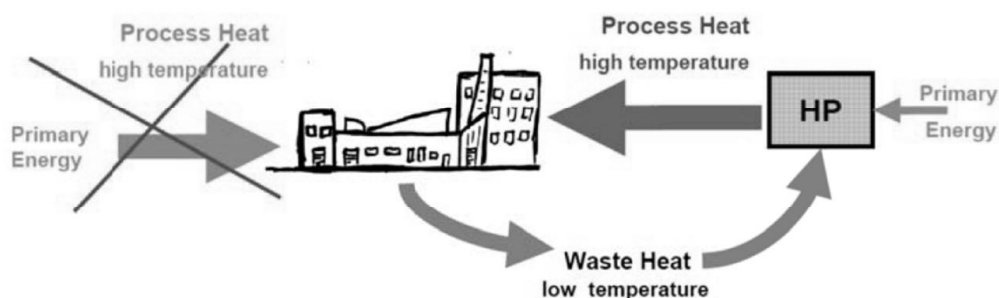 Process Heat
high temperature
Primary
Energy
Process Heat
high temperature
HP
Primary
Energy
Waste Heat
low temperature